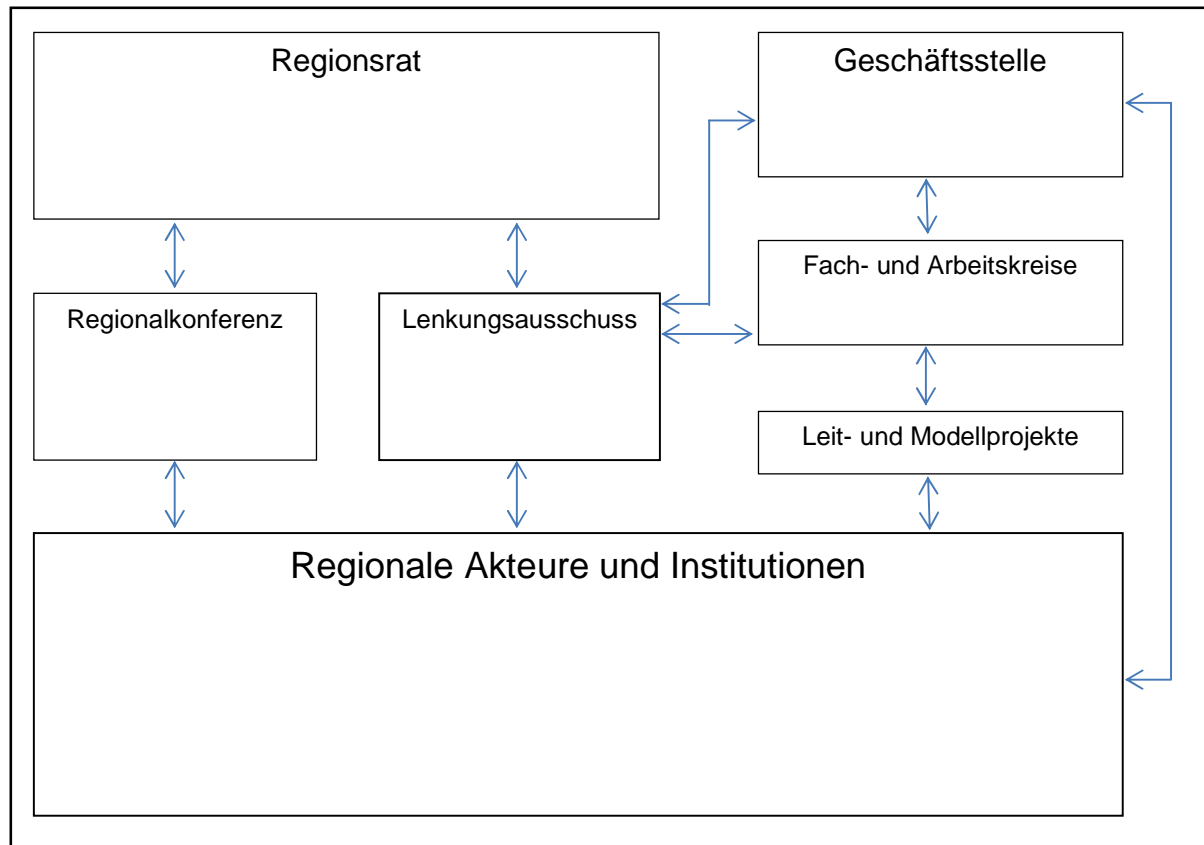 Regionsrat
Geschäftsstelle
Fach- und Arbeitskreise
Regionalkonferenz
Lenkungsausschuss
Leit- und Modellprojekte
Regionale Akteure und Institutionen